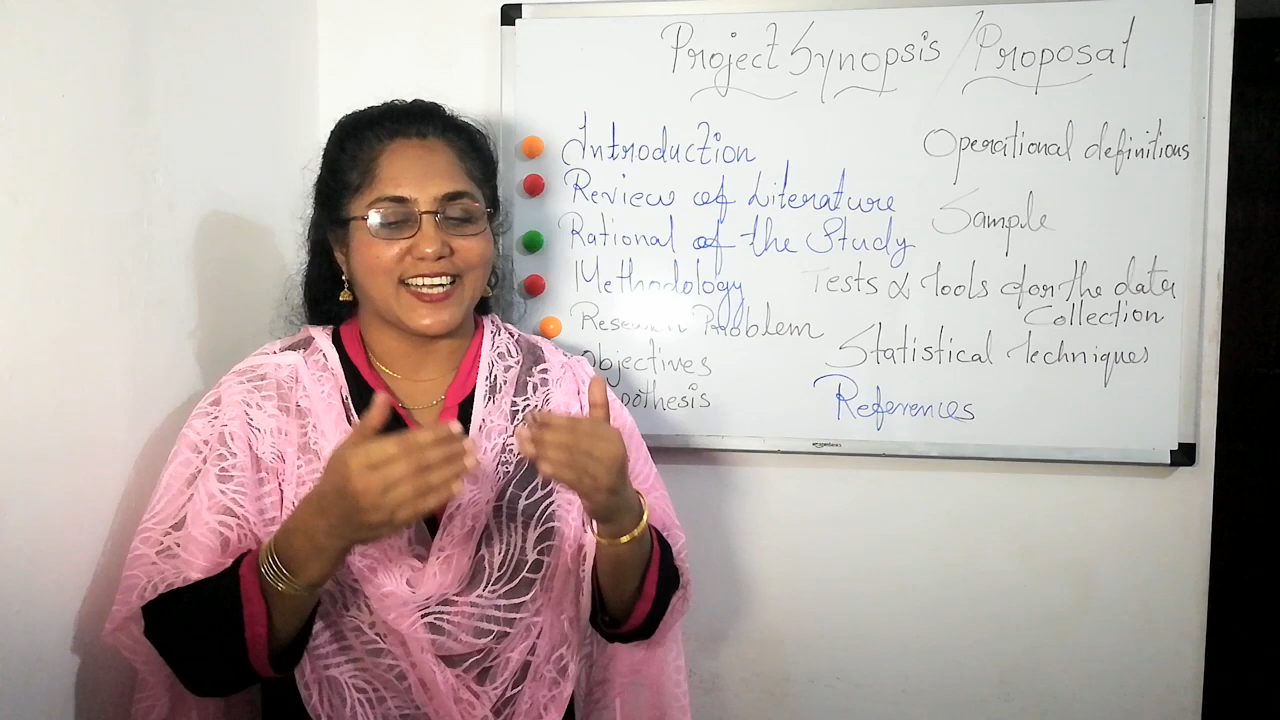 Project Synopsis / Proposal
Introduction
Review of Literature
Rational of the Study
Methodology
Research Problem
Objectives
pothesis
Operational definitions
Sample
Tests & Tools for the data
Collection
Statistical Techniques
References